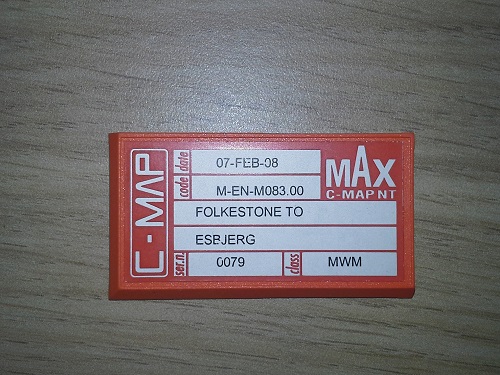 C-MAP
date 07-FEB-08
code M-EN-M083.00
MAX
C-MAP NT
FOLKESTONE TO
ESBJERG
ser.n. 0079 class MWM